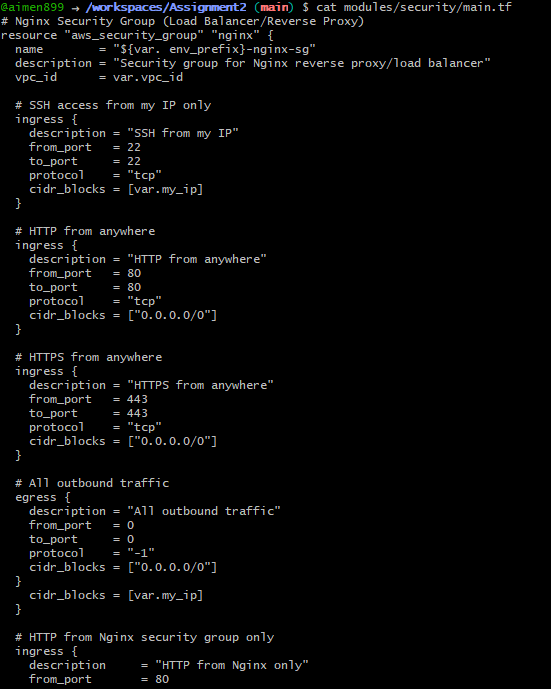 @aimen899 → /workspaces/Assignment2 (main) $ cat modules/security/main.tf
# Nginx Security Group (Load Balancer/Reverse Proxy)
resource "aws_security_group" "nginx" {
  name        = "${var. env_prefix}-nginx-sg"
  description = "Security group for Nginx reverse proxy/load balancer"
  vpc_id      = var.vpc_id

  # SSH access from my IP only
  ingress {
    description = "SSH from my IP"
    from_port   = 22
    to_port     = 22
    protocol    = "tcp"
    cidr_blocks = [var.my_ip]
  }

  # HTTP from anywhere
  ingress {
    description = "HTTP from anywhere"
    from_port   = 80
    to_port     = 80
    protocol    = "tcp"
    cidr_blocks = ["0.0.0.0/0"]
  }

  # HTTPS from anywhere
  ingress {
    description = "HTTPS from anywhere"
    from_port   = 443
    to_port     = 443
    protocol    = "tcp"
    cidr_blocks = ["0.0.0.0/0"]
  }

  # All outbound traffic
  egress {
    description = "All outbound traffic"
    from_port   = 0
    to_port     = 0
    protocol    = "-1"
    cidr_blocks = ["0.0.0.0/0"]
  }
    cidr_blocks = [var.my_ip]
  }

  # HTTP from Nginx security group only
  ingress {
    description     = "HTTP from Nginx only"
    from_port       = 80